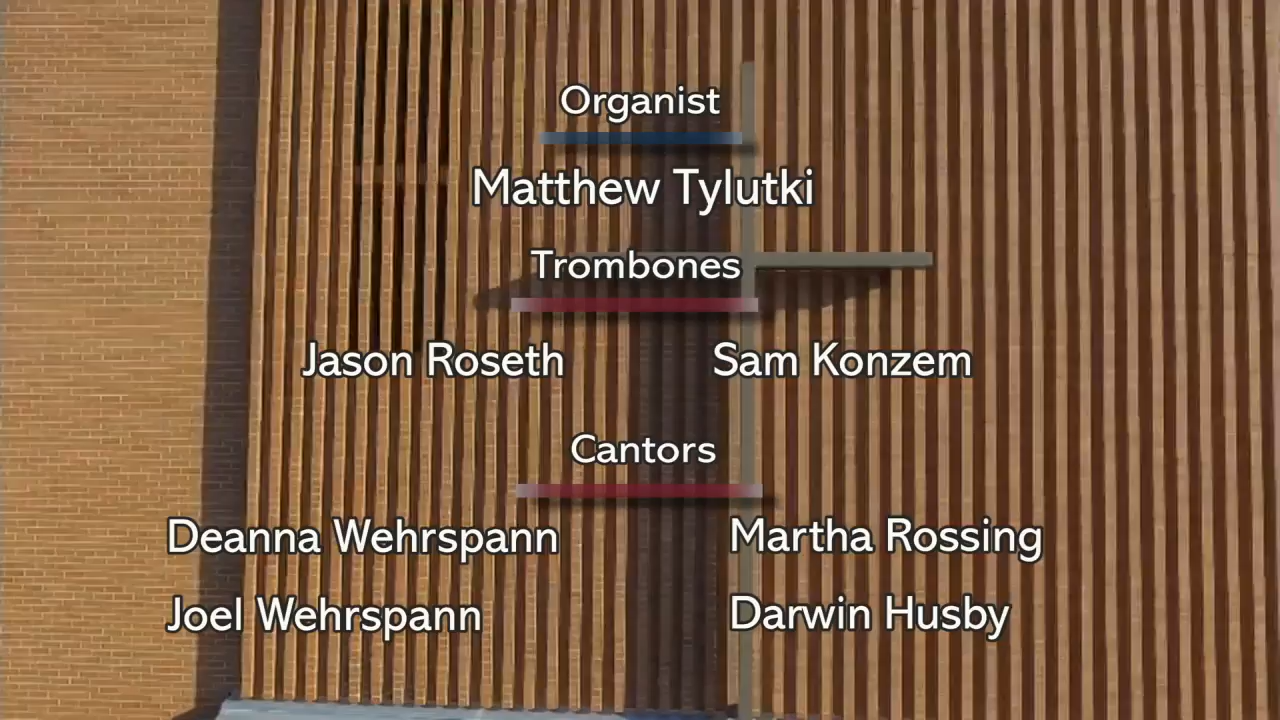 Organist
Matthew Tylutki
Trombones
Jason Roseth Sam Konzem
Cantors
Deanna Wehrspann Martha Rossing
Joel Wehrspann Darwin Husby